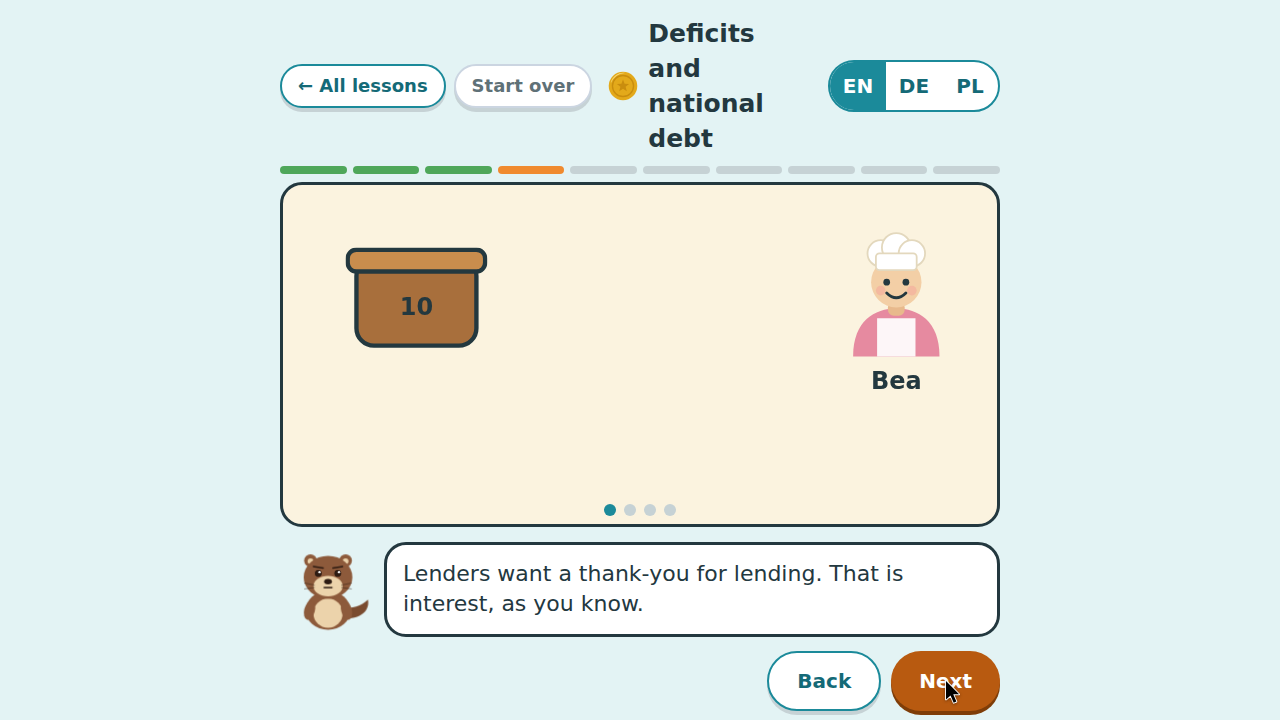 ← All lessons
Start over
Deficits
and
national
debt
EN DE PL
10
Bea
Lenders want a thank-you for lending. That is
interest, as you know.
Back
Next